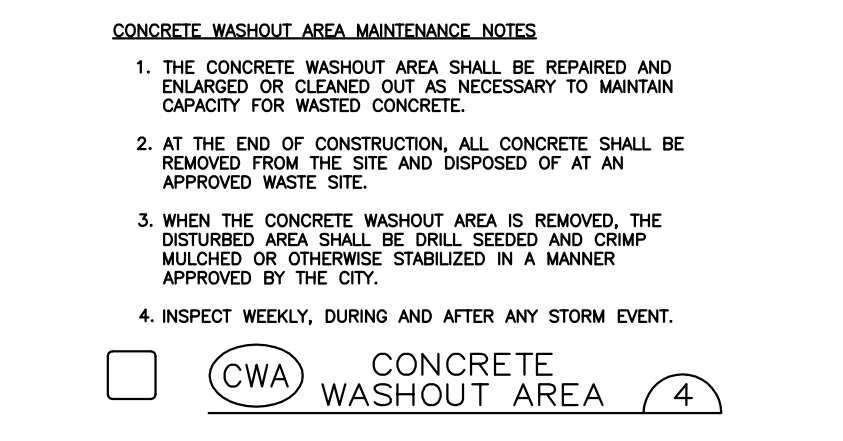 CONCRETE WASHOUT AREA MAINTENANCE NOTES
1. THE CONCRETE WASHOUT AREA SHALL BE REPAIRED AND
ENLARGED OR CLEANED OUT AS NECESSARY TO MAINTAIN
CAPACITY FOR WASTED CONCRETE.
2. AT THE END OF CONSTRUCTION, ALL CONCRETE SHALL BE
REMOVED FROM THE SITE AND DISPOSED OF AT AN
APPROVED WASTE SITE.
3. WHEN THE CONCRETE WASHOUT AREA IS REMOVED, THE
DISTURBED AREA SHALL BE DRILL SEEDED AND CRIMP
MULCHED OR OTHERWISE STABILIZED IN A MANNER
APPROVED BY THE CITY.
4. INSPECT WEEKLY, DURING AND AFTER ANY STORM EVENT.
CWA
CONCRETE
WASHOUT AREA
4